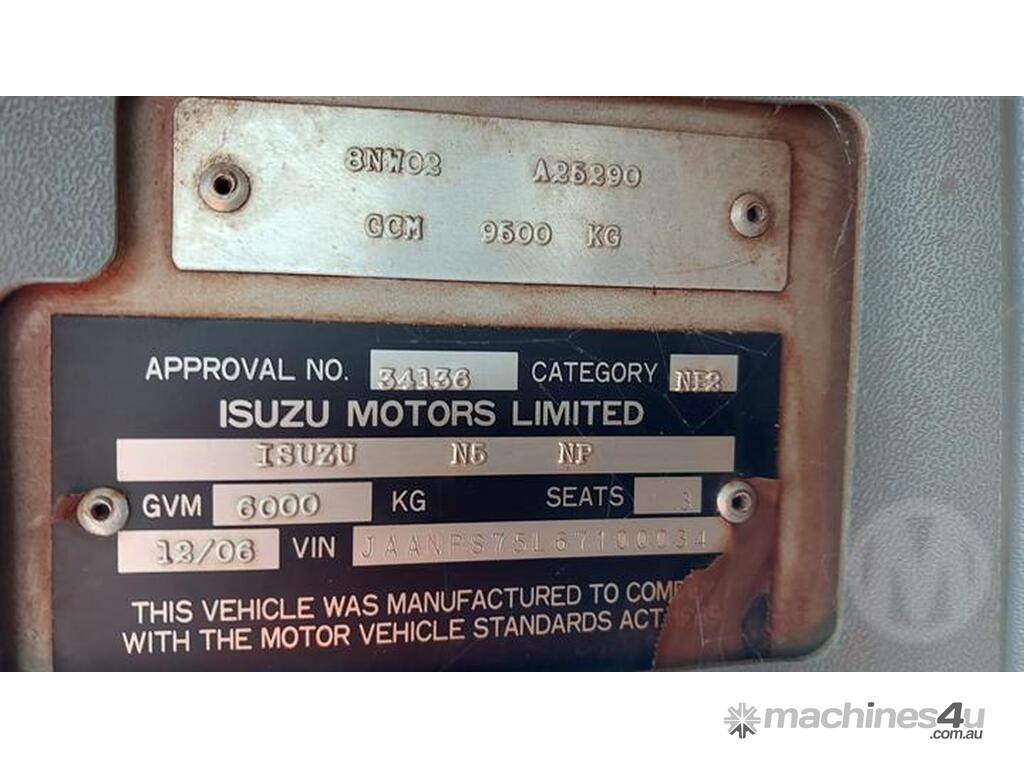 8NW02 A25290
GCM 9500 KG
APPROVAL NO. 34136 CATEGORY NB2
ISUZU MOTORS LIMITED
ISUZU N5 NP
GVM 6000 KG SEATS 3
12/06 VIN JAANPS75L67100034
THIS VEHICLE WAS MANUFACTURED TO
WITH THE MOTOR VEHICLE STANDARDS ACT
machines4u
.com.au